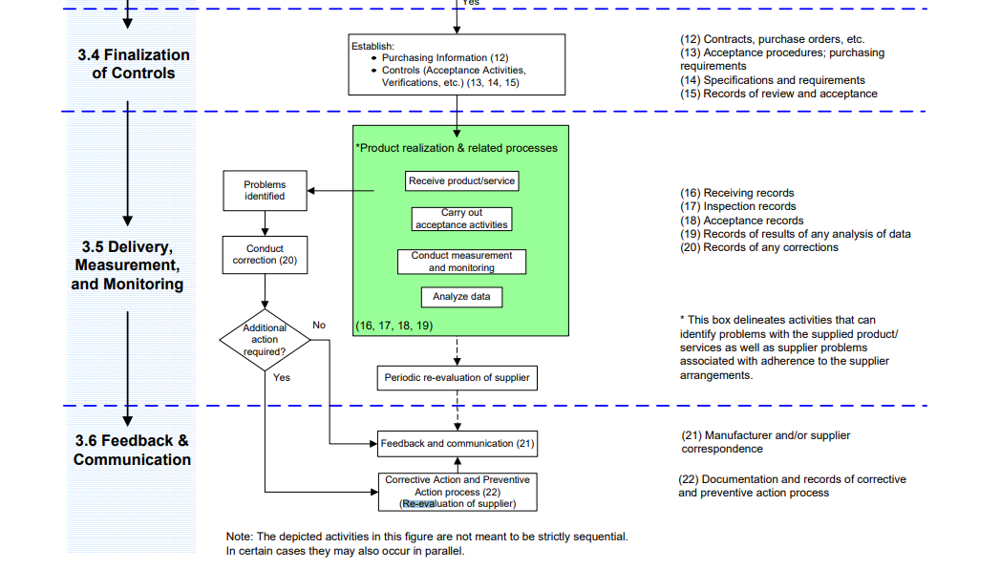 Yes
3.4 Finalization
of Controls
Establish:
• Purchasing Information (12)
• Controls (Acceptance Activities,
Verifications, etc.) (13, 14, 15)
(12) Contracts, purchase orders, etc.
(13) Acceptance procedures; purchasing
requirements
(14) Specifications and requirements
(15) Records of review and acceptance
3.5 Delivery,
Measurement,
and Monitoring
*Product realization & related processes
Receive product/service
Carry out
acceptance activities
Conduct measurement
and monitoring
Analyze data
(16, 17, 18, 19)
Problems
identified
Conduct
correction (20)
Additional
action
required?
No
Yes
Periodic re-evaluation of supplier
(16) Receiving records
(17) Inspection records
(18) Acceptance records
(19) Records of results of any analysis of data
(20) Records of any corrections
* This box delineates activities that can
identify problems with the supplied product/
services as well as supplier problems
associated with adherence to the supplier
arrangements.
3.6 Feedback &
Communication
Feedback and communication (21)
Corrective Action and Preventive
Action process (22)
(Re-evaluation of supplier)
(21) Manufacturer and/or supplier
correspondence
(22) Documentation and records of corrective
and preventive action process
Note: The depicted activities in this figure are not meant to be strictly sequential.
In certain cases they may also occur in parallel.